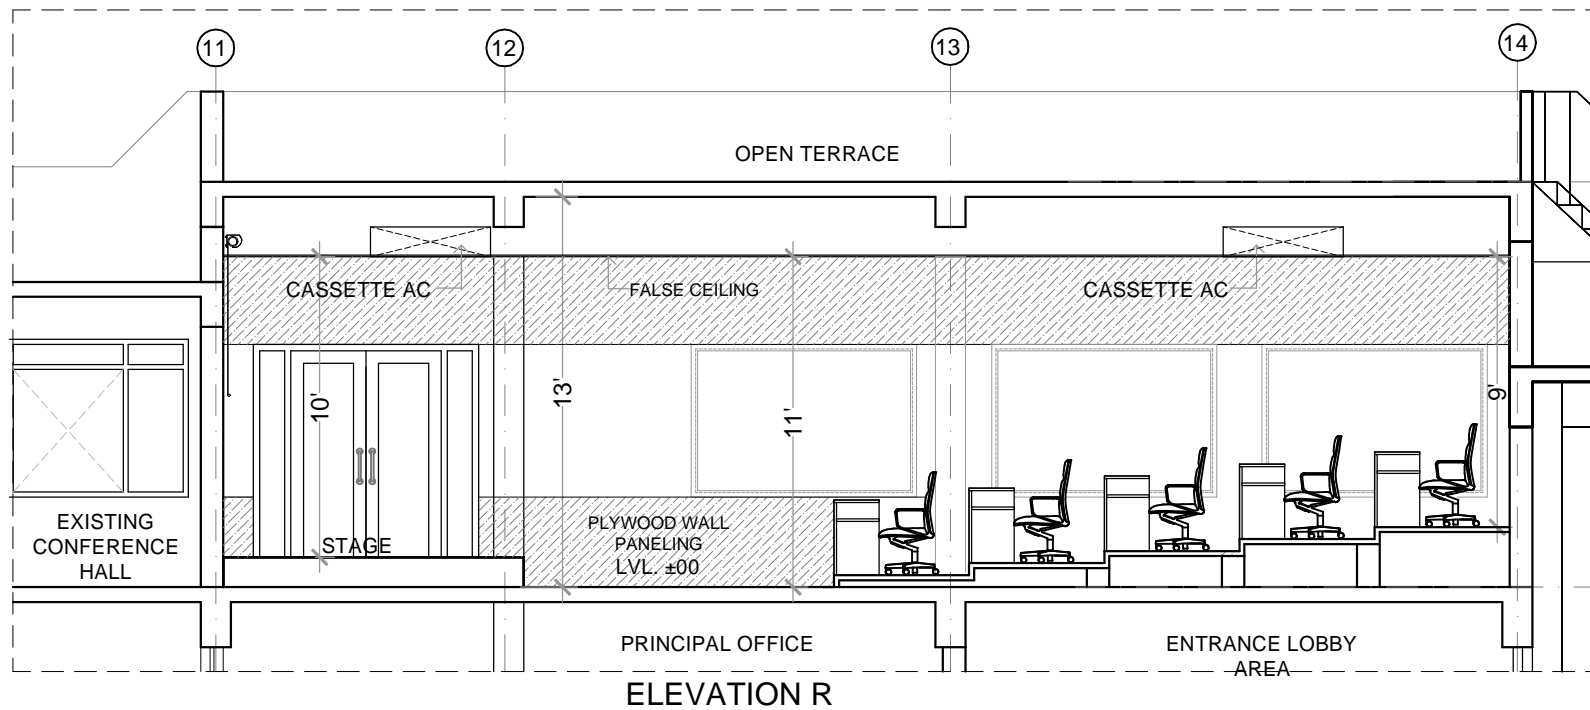 11
12
13
14
OPEN TERRACE
CASSETTE AC
FALSE CEILING
CASSETTE AC
10'
13'
11'
9'
EXISTING
CONFERENCE
HALL
STAGE
PLYWOOD WALL
PANELING
LVL. ±00
PRINCIPAL OFFICE
ENTRANCE LOBBY
AREA
ELEVATION R